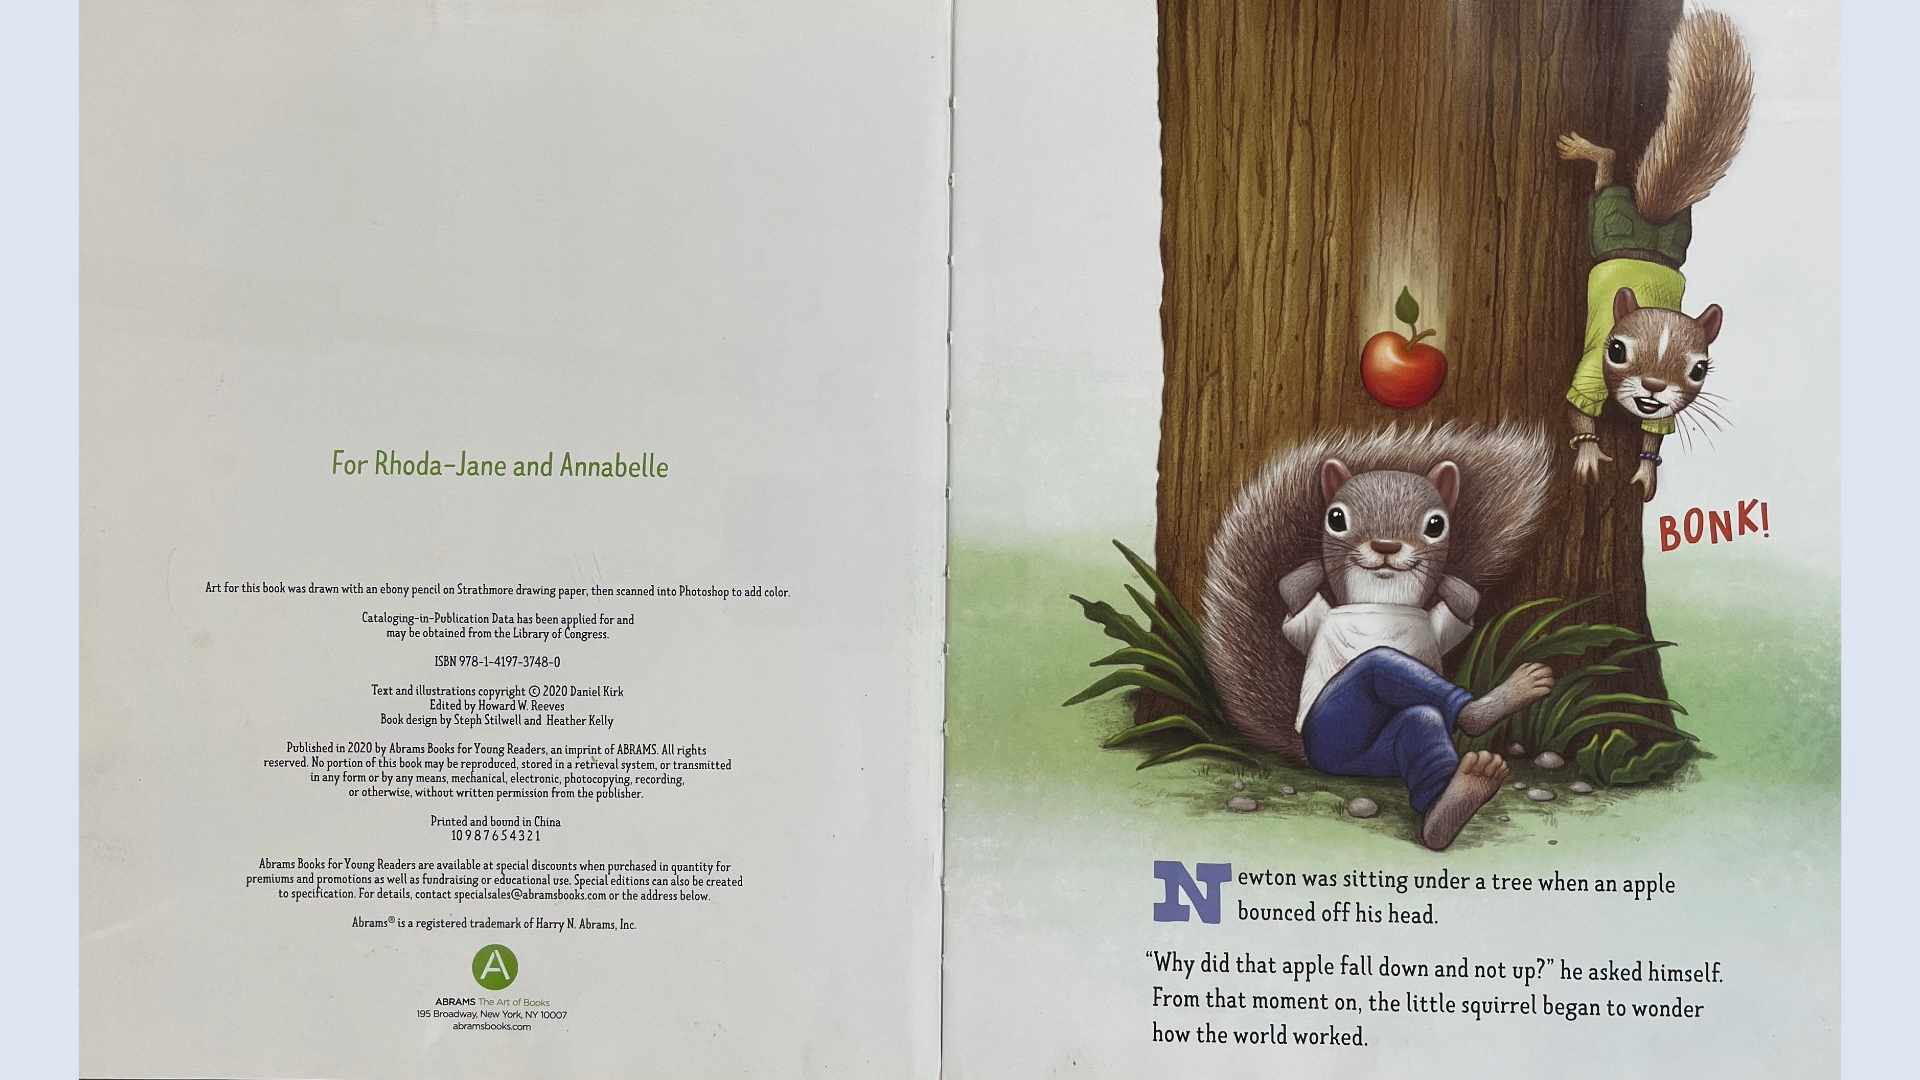 For Rhoda-Jane and Annabelle
Art for this book was drawn with an ebony pencil on Strathmore drawing paper, then scanned into Photoshop to add color.
Cataloging-in-Publication Data has been applied for and
may be obtained from the Library of Congress.
ISBN 978-1-4197-3748-0
Text and illustrations copyright © 2020 Daniel Kirk
Edited by Howard W. Reeves
Book design by Steph Stilwell and Heather Kelly
Published in 2020 by Abrams Books for Young Readers, an imprint of ABRAMS. All rights
reserved. No portion of this book may be reproduced, stored in a retrieval system, or transmitted
in any form or by any means, mechanical, electronic, photocopying, recording,
or otherwise, without written permission from the publisher.
Printed and bound in China
10 9 8 7 6 5 4 3 2 1
Abrams Books for Young Readers are available at special discounts when purchased in quantity for
premiums and promotions as well as fundraising or educational use. Special editions can also be created
to specification. For details, contact specialsales@abramsbooks.com or the address below.
Abrams® is a registered trademark of Harry N. Abrams, Inc.
A
ABRAMS The Art of Books
195 Broadway, New York, NY 10007
abramsbooks.com
BONK!
Newton was sitting under a tree when an apple
bounced off his head.
“Why did that apple fall down and not up?” he asked himself.
From that moment on, the little squirrel began to wonder
how the world worked.